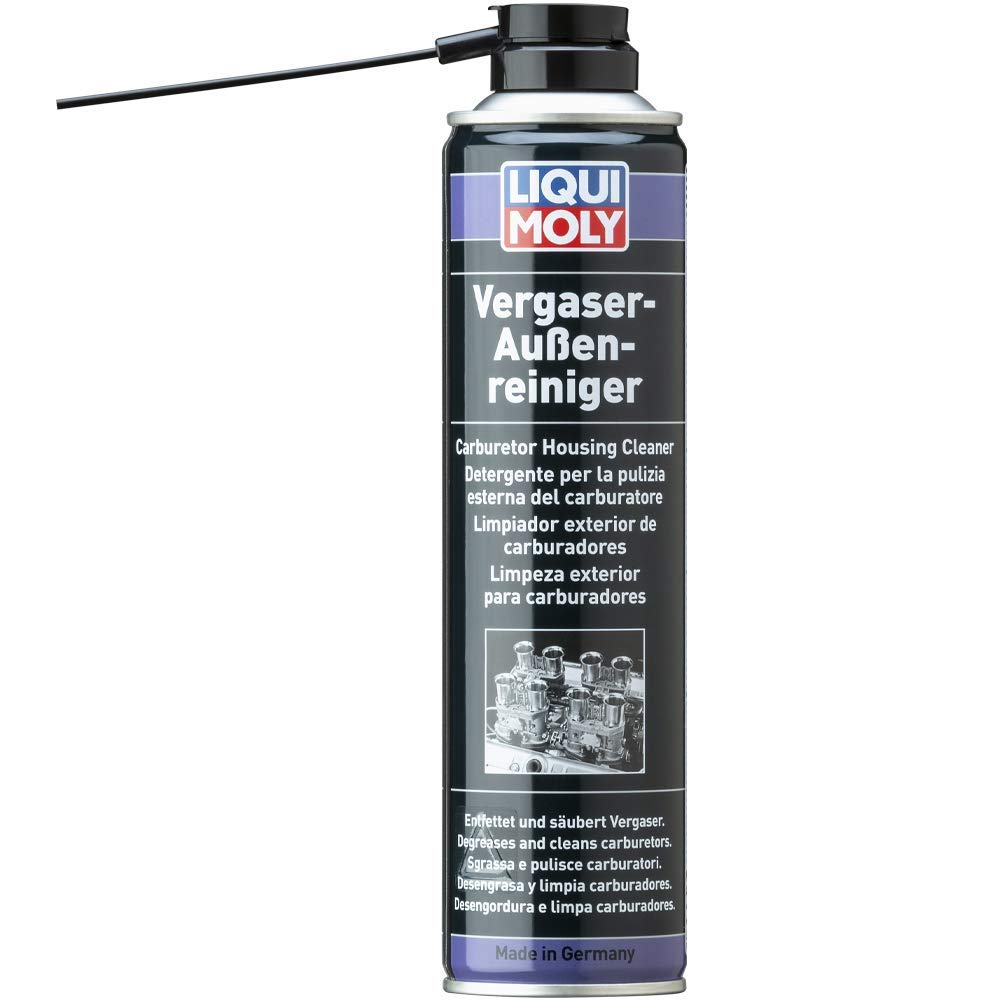 LIQUI
MOLY
Vergaser-
Außen-
reiniger
Carburetor Housing Cleaner
Detergente per la pulizia
esterna del carburatore
Limpiador exterior de
carburadores
Limpeza exterior
para carburadores
Entfettet und säubert Vergaser.
Degreases and cleans carburetors.
Sgrassa e pulisce carburatori.
Desengrasa y limpia carburadores.
Desengordura e limpa carburadores.
Made in Germany